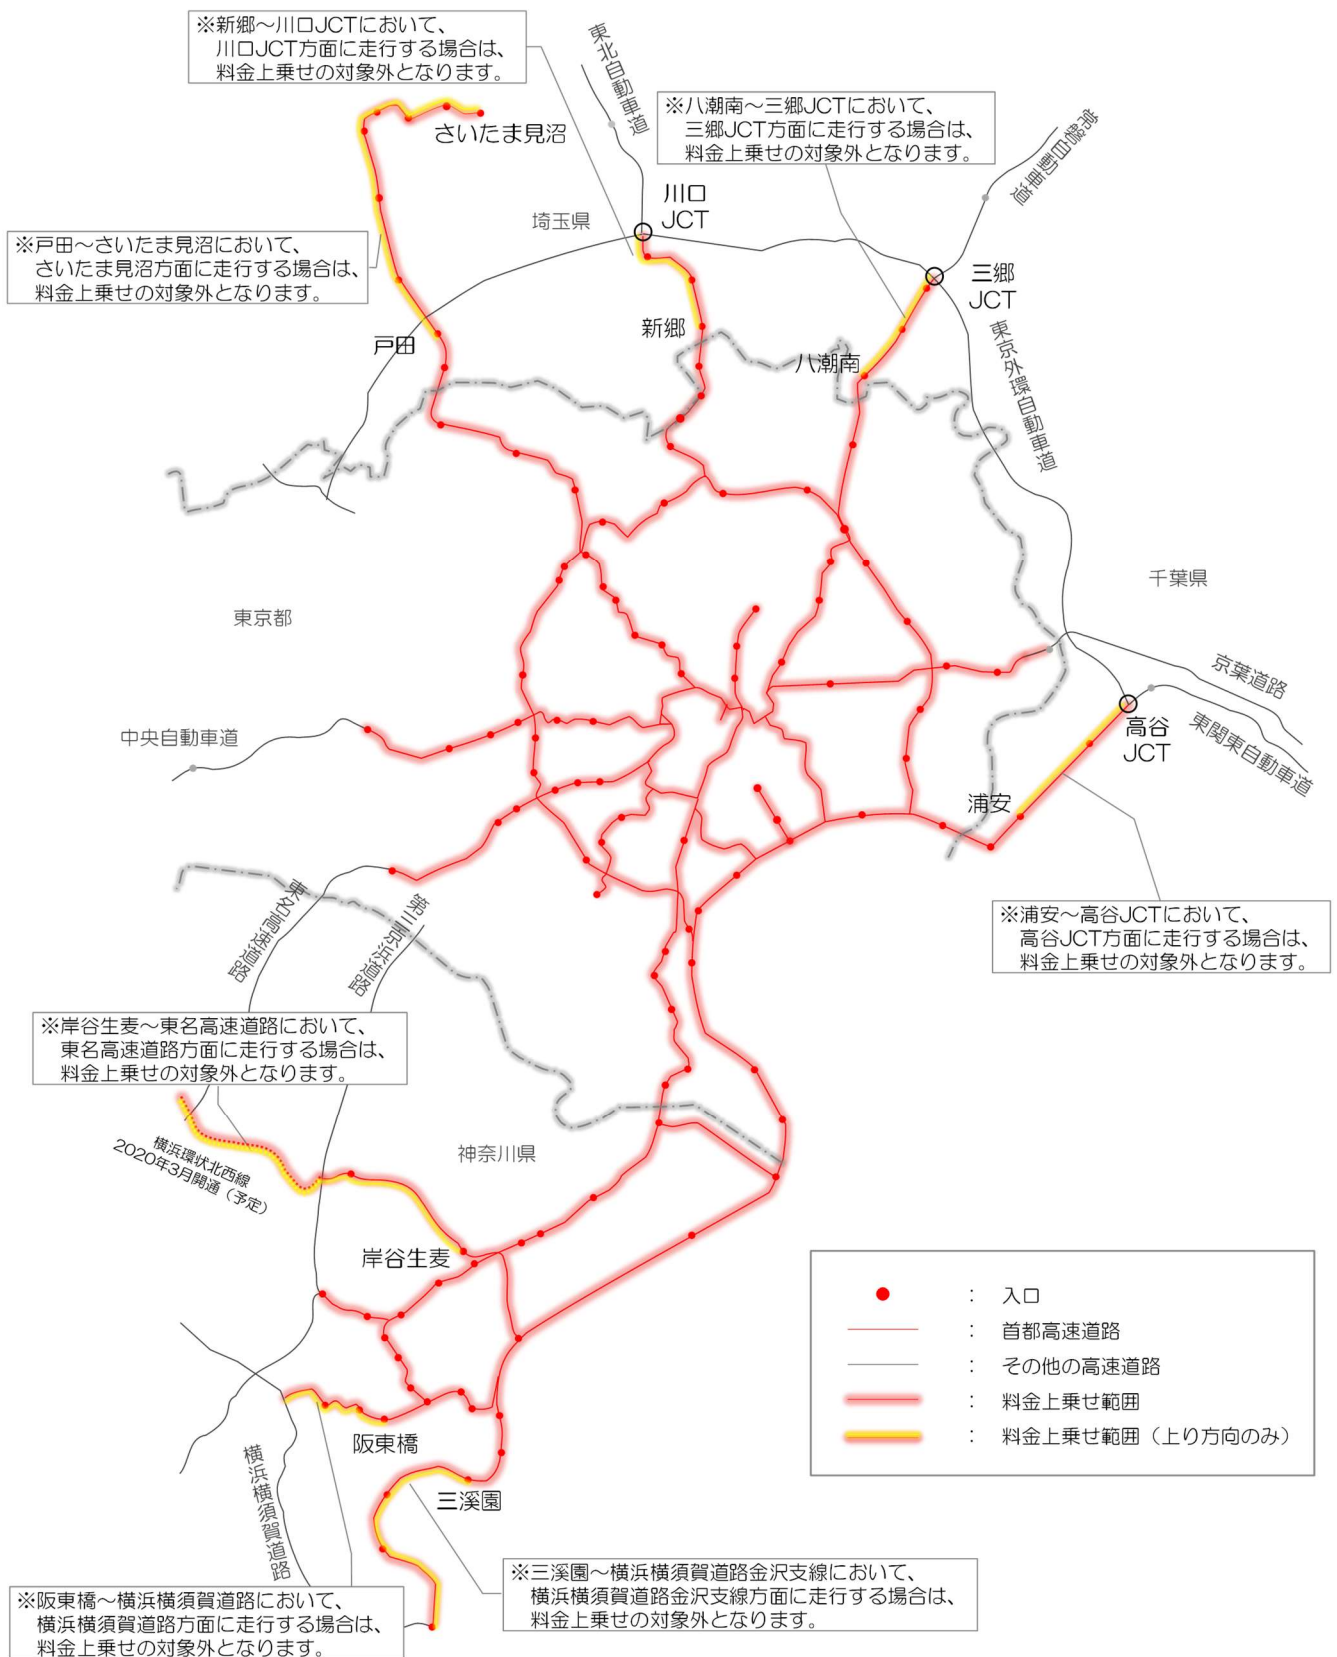 ※新郷～川口JCTにおいて、
川口JCT方面に走行する場合は、
料金上乗せの対象外となります。
東北自動車道
※八潮南～三郷JCTにおいて、
三郷JCT方面に走行する場合は、
料金上乗せの対象外となります。
常磐自動車道
さいたま見沼
川口
JCT
埼玉県
※戸田～さいたま見沼において、
さいたま見沼方面に走行する場合は、
料金上乗せの対象外となります。
三郷
JCT
新郷
戸田
八潮南
東京外環自動車道
千葉県
東京都
京葉道路
中央自動車道
高谷
JCT
東関東自動車道
浦安
※浦安～高谷JCTにおいて、
高谷JCT方面に走行する場合は、
料金上乗せの対象外となります。
東名高速道路
第三京浜道路
※岸谷生麦～東名高速道路において、
東名高速道路方面に走行する場合は、
料金上乗せの対象外となります。
横浜環状北西線
2020年3月開通（予定）
神奈川県
岸谷生麦
：入口
：首都高速道路
：その他の高速道路
：料金上乗せ範囲
：料金上乗せ範囲（上り方向のみ）
阪東橋
横浜横須賀道路
三溪園
※三溪園～横浜横須賀道路金沢支線において、
横浜横須賀道路金沢支線方面に走行する場合は、
料金上乗せの対象外となります。
※阪東橋～横浜横須賀道路において、
横浜横須賀道路方面に走行する場合は、
料金上乗せの対象外となります。